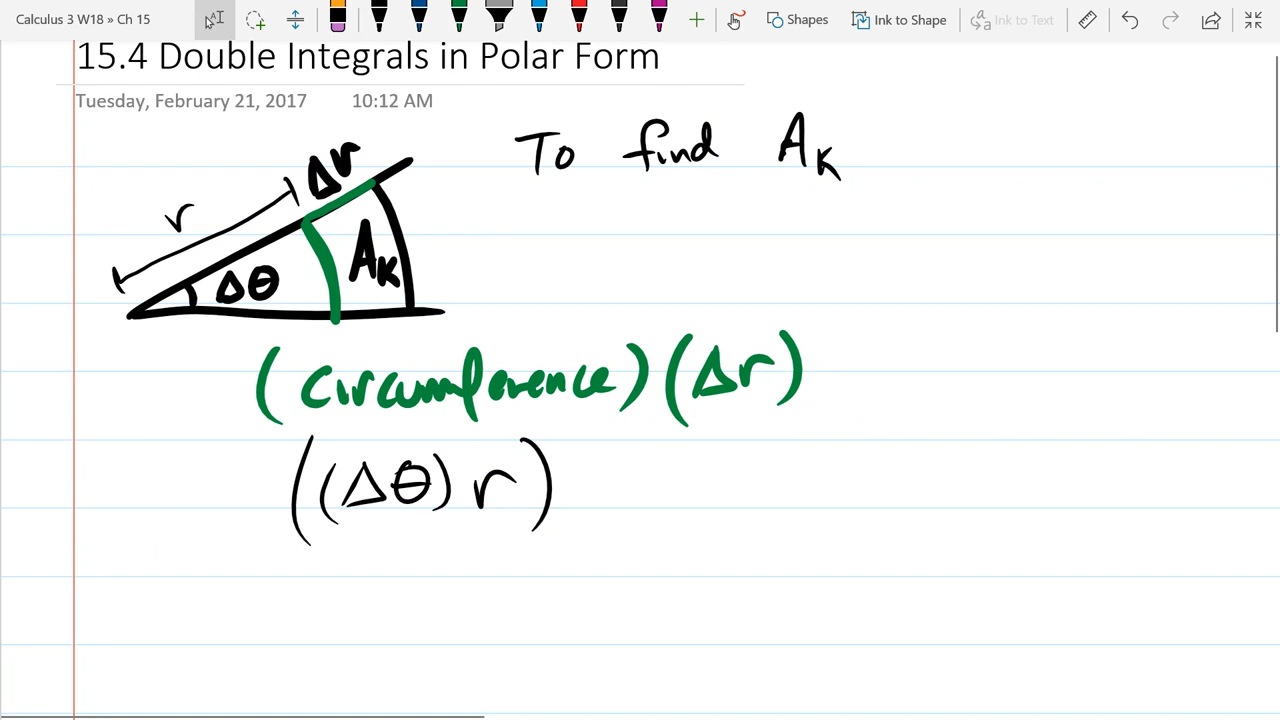 Calculus 3 W18 » Ch 15
Shapes
Ink to Shape
Ink to Text
15.4 Double Integrals in Polar Form
Tuesday, February 21, 2017 10:12 AM
To find A_K
Δr
r
Δθ
A_K
(circumference)(Δr)
((Δθ) r)